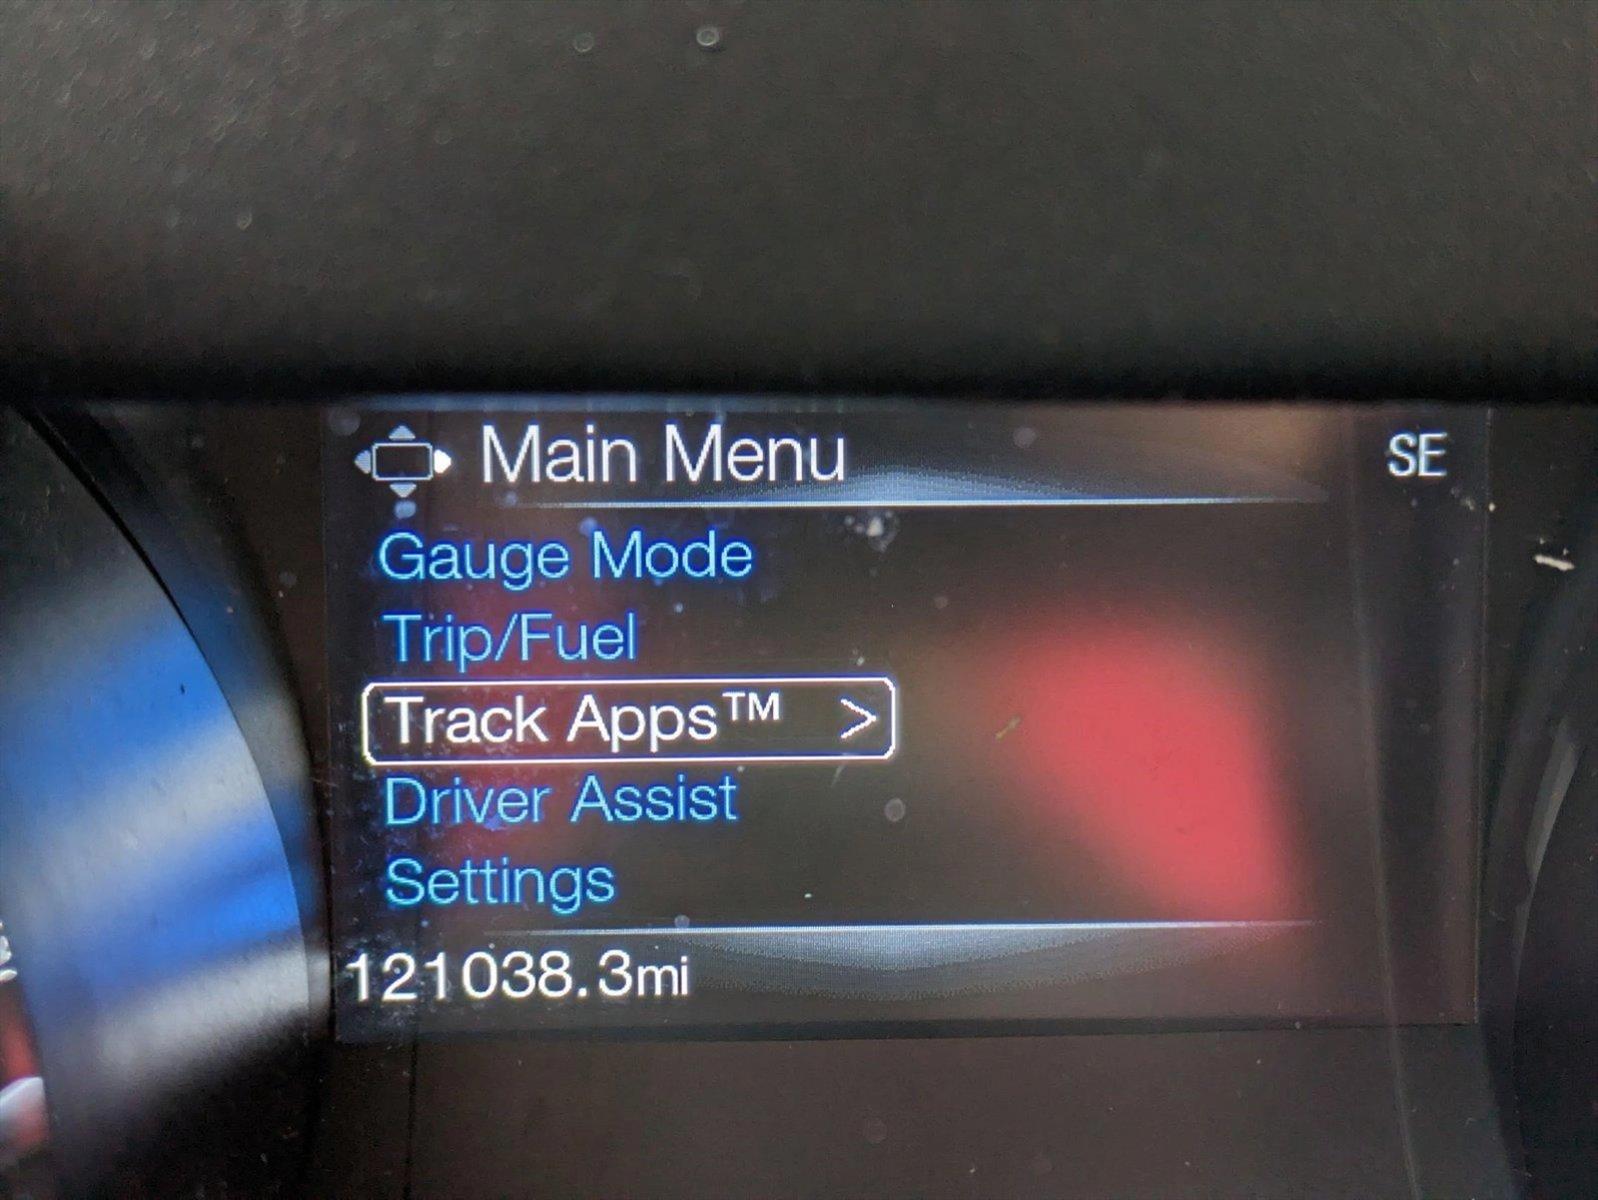 Main Menu
SE
Gauge Mode
Trip/Fuel
Track Apps™ >
Driver Assist
Settings
121038.3mi